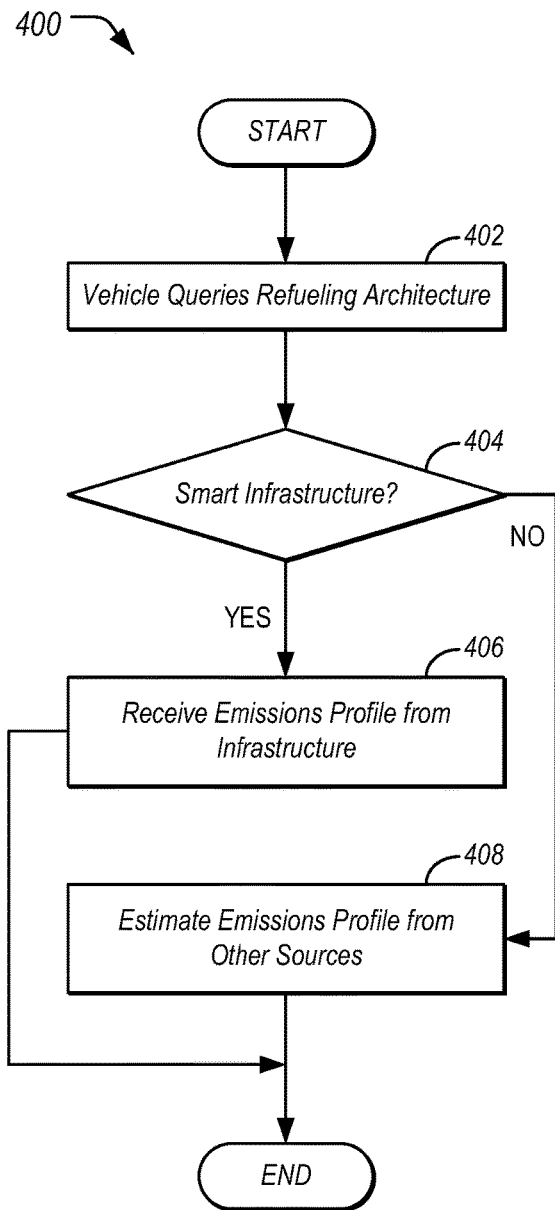 400
START
402
Vehicle Queries Refueling Architecture
404
Smart Infrastructure?
NO
YES
406
Receive Emissions Profile from
Infrastructure
408
Estimate Emissions Profile from
Other Sources
END